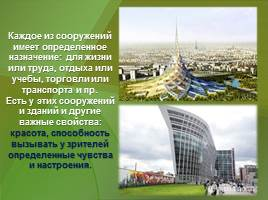 Каждое из сооружений
имеет определенное
назначение: для жизни
или труда, отдыха или
учебы, торговли или
транспорта и пр.
Есть у этих сооружений
и зданий и другие
важные свойства:
красота, способность
вызывать у зрителей
определенные чувства
и настроения.